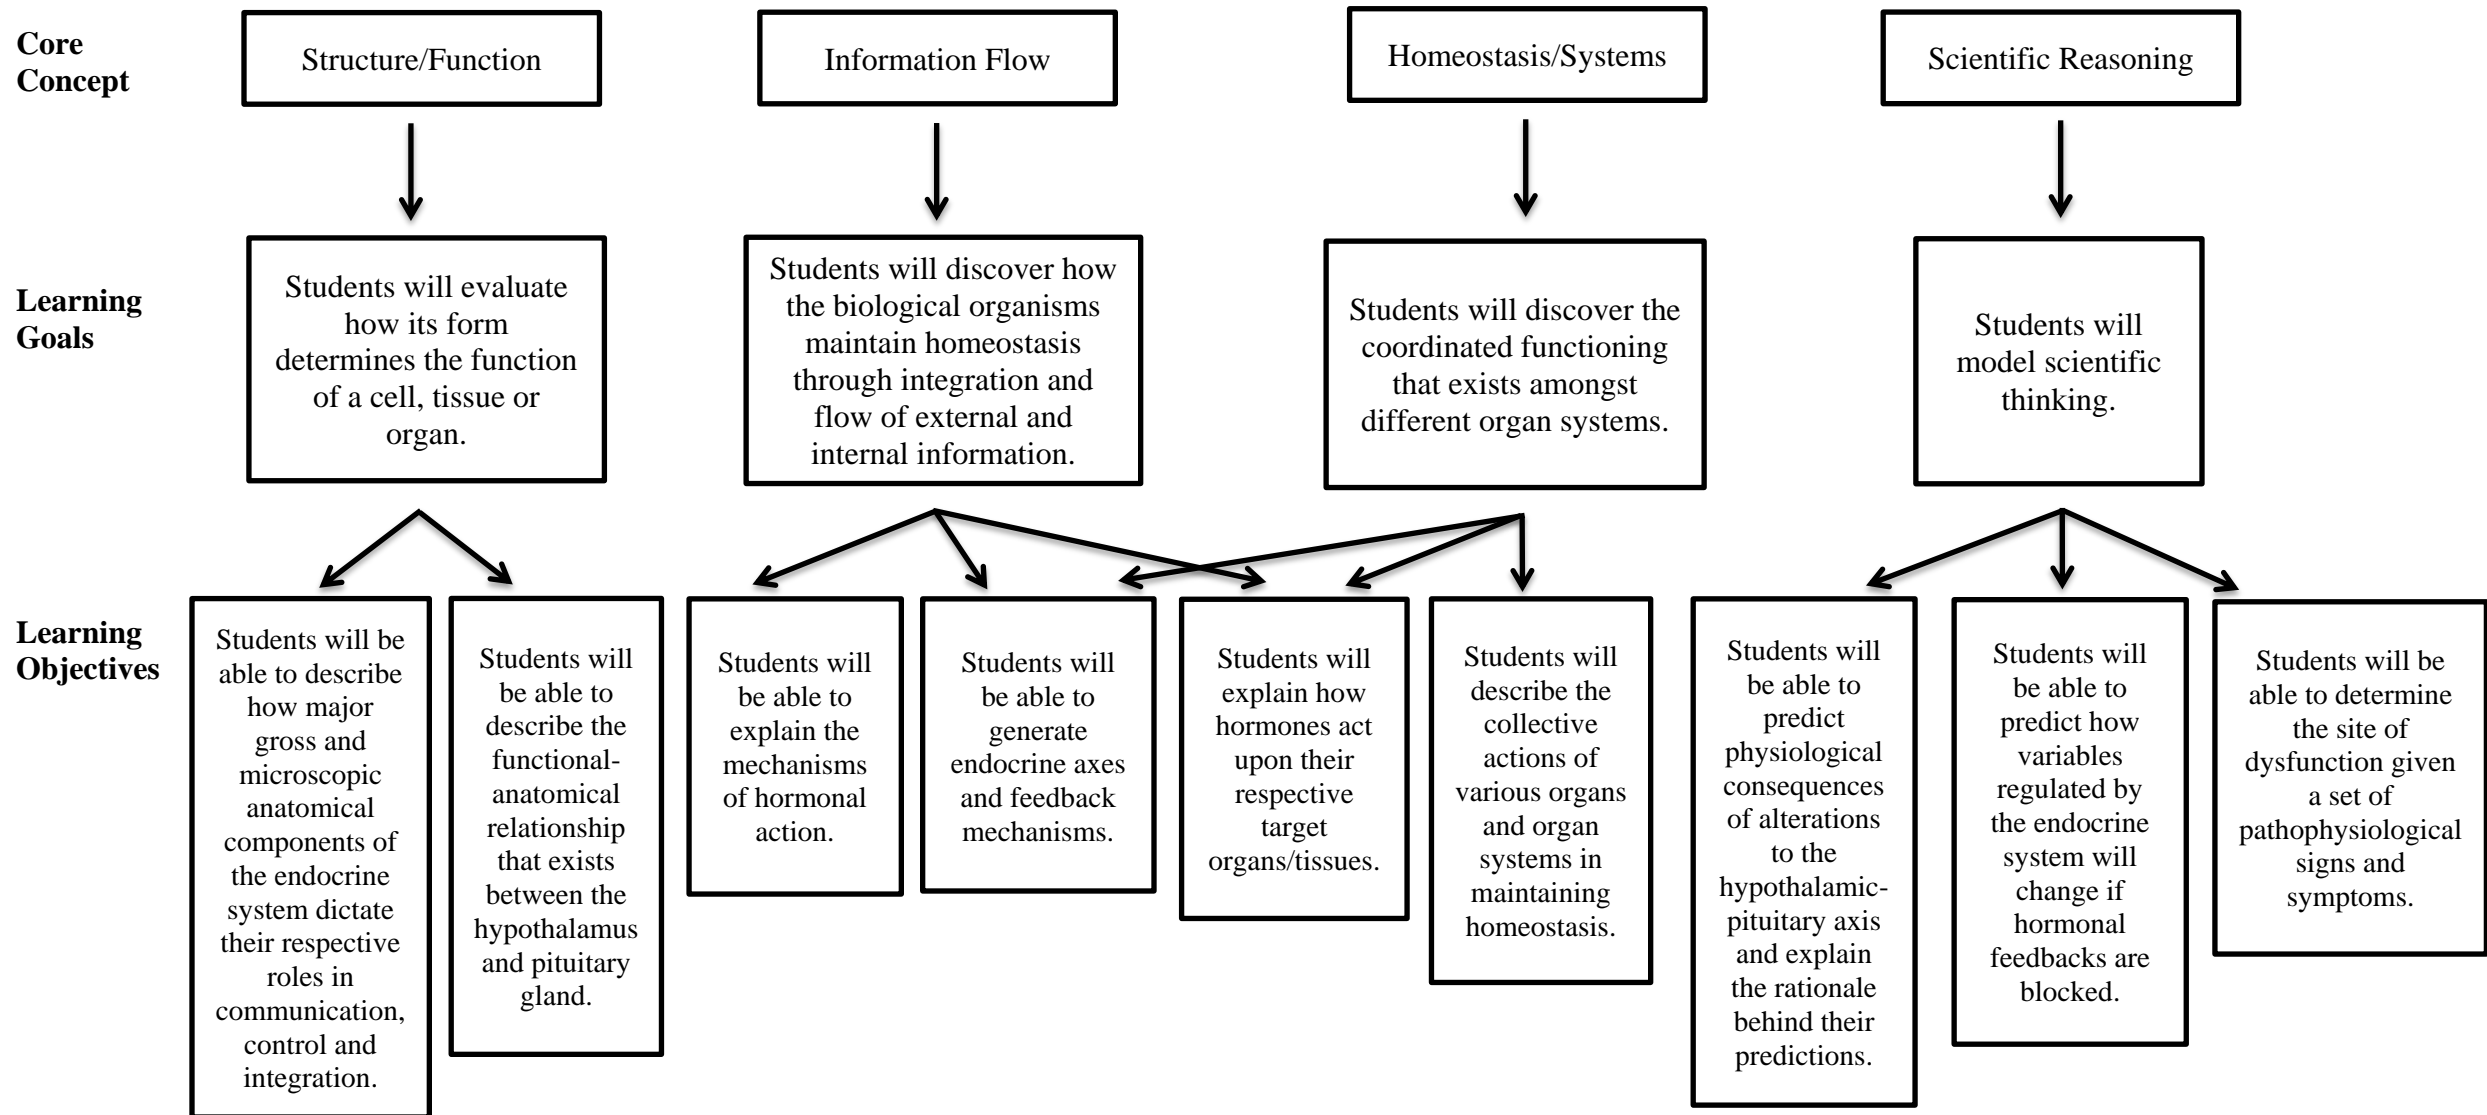 Core
Concept
Structure/Function
Information Flow
Homeostasis/Systems
Scientific Reasoning
Learning
Goals
Students will evaluate
how its form
determines the function
of a cell, tissue or
organ.
Students will discover how
the biological organisms
maintain homeostasis
through integration and
flow of external and
internal information.
Students will discover the
coordinated functioning
that exists amongst
different organ systems.
Students will
model scientific
thinking.
Learning
Objectives
Students will be
able to describe
how major
gross and
microscopic
anatomical
components of
the endocrine
system dictate
their respective
roles in
communication,
control and
integration.
Students will
be able to
describe the
functional-
anatomical
relationship
that exists
between the
hypothalamus
and pituitary
gland.
Students will
be able to
explain the
mechanisms
of hormonal
action.
Students will
be able to
generate
endocrine axes
and feedback
mechanisms.
Students will
explain how
hormones act
upon their
respective
target
organs/tissues.
Students will
describe the
collective
actions of
various organs
and organ
systems in
maintaining
homeostasis.
Students will
be able to
predict
physiological
consequences
of alterations
to the
hypothalamic-
pituitary axis
and explain
the rationale
behind their
predictions.
Students will
be able to
predict how
variables
regulated by
the endocrine
system will
change if
hormonal
feedbacks are
blocked.
Students will be
able to determine
the site of
dysfunction given
a set of
pathophysiological
signs and
symptoms.